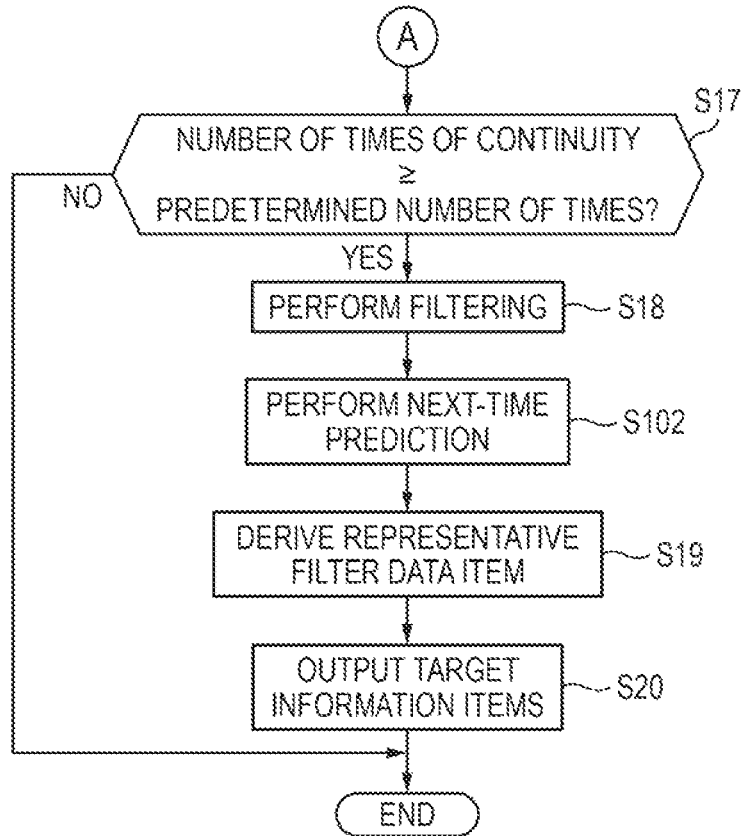 A
S17
NUMBER OF TIMES OF CONTINUITY
≥
PREDETERMINED NUMBER OF TIMES?
NO
YES
PERFORM FILTERING
S18
PERFORM NEXT-TIME
PREDICTION
S102
DERIVE REPRESENTATIVE
FILTER DATA ITEM
S19
OUTPUT TARGET
INFORMATION ITEMS
S20
END